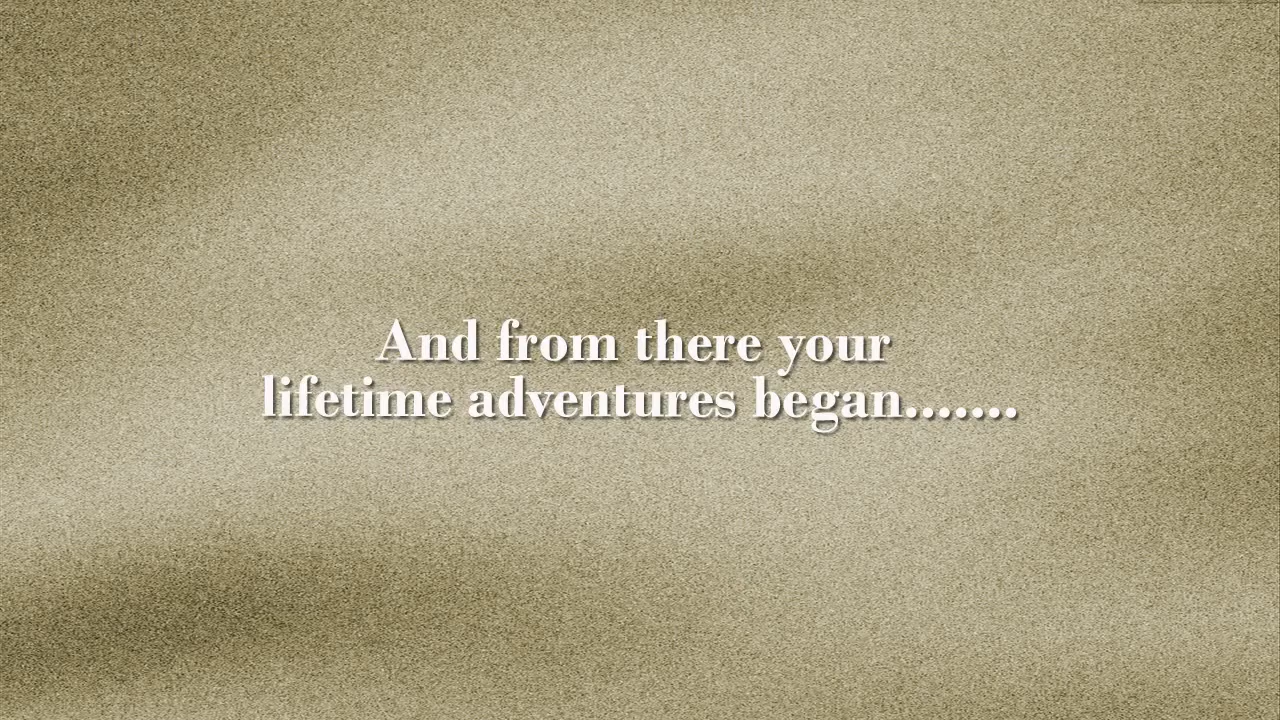 And from there your
lifetime adventures began.......